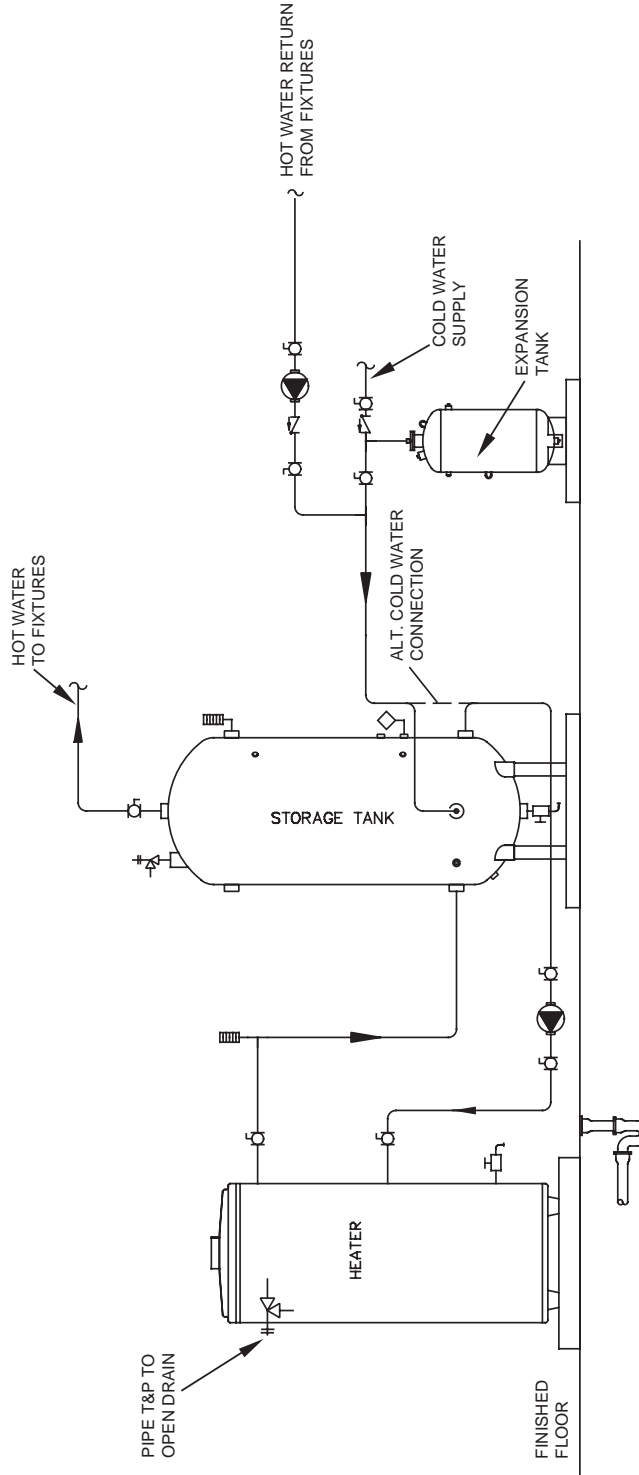 PIPE T&P TO
OPEN DRAIN
HOT WATER
TO FIXTURES
HOT WATER RETURN
FROM FIXTURES
COLD WATER
SUPPLY
ALT. COLD WATER
CONNECTION
EXPANSION
TANK
STORAGE TANK
HEATER
FINISHED
FLOOR